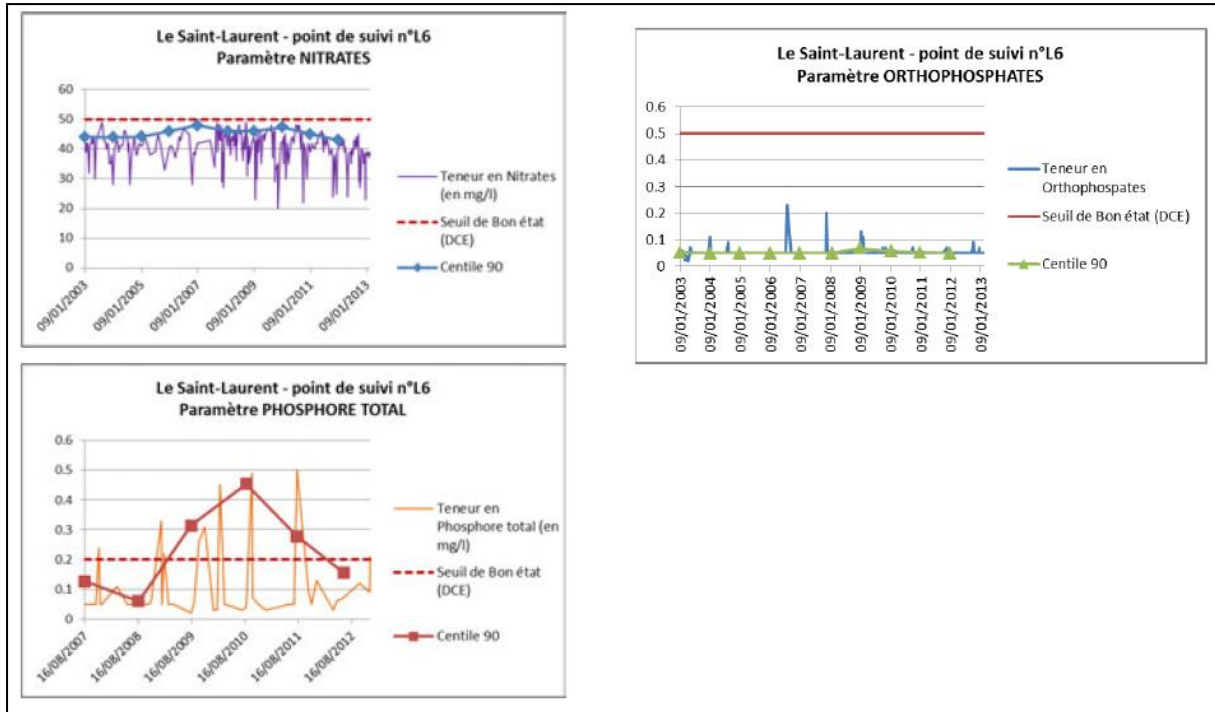 Le Saint-Laurent - point de suivi n°L6
Paramètre NITRATES
60
50
40
30
20
10
0
09/01/2003
09/01/2005
09/01/2007
09/01/2009
09/01/2011
09/01/2013
Teneur en Nitrates
(en mg/l)
Seuil de Bon état
(DCE)
Centile 90
Le Saint-Laurent - point de suivi n°L6
Paramètre ORTHOPHOSPHATES
0.6
0.5
0.4
0.3
0.2
0.1
0
09/01/2003
09/01/2004
09/01/2005
09/01/2006
09/01/2007
09/01/2008
09/01/2009
09/01/2010
09/01/2011
09/01/2012
09/01/2013
Teneur en
Orthophospates
Seuil de Bon état (DCE)
Centile 90
Le Saint-Laurent - point de suivi n°L6
Paramètre PHOSPHORE TOTAL
0.6
0.5
0.4
0.3
0.2
0.1
0
16/08/2007
16/08/2008
16/08/2009
16/08/2010
16/08/2011
16/08/2012
Teneur en
Phosphore total (en
mg/l)
Seuil de Bon état
(DCE)
Centile 90